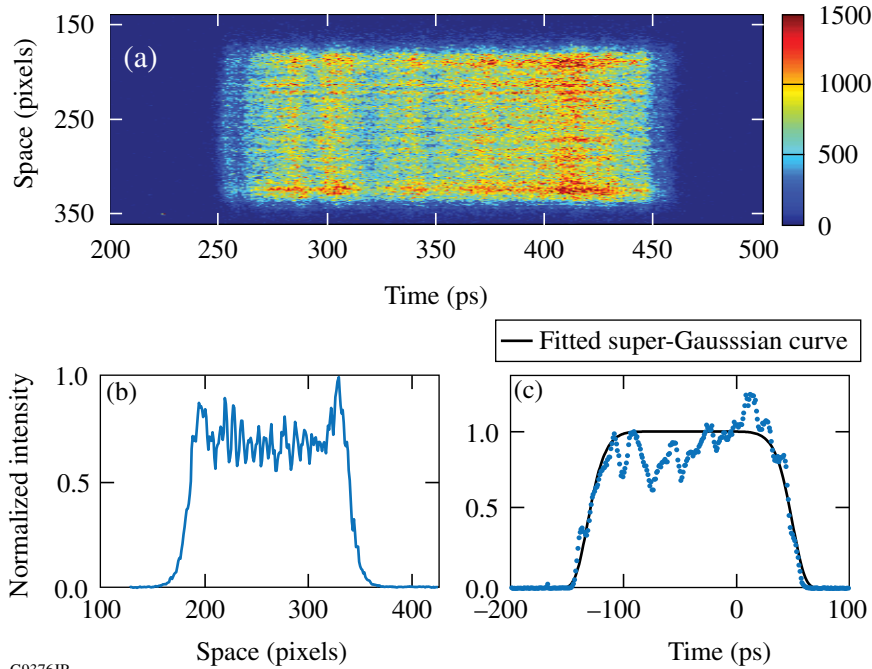 (a)
Space (pixels)
150
250
350
200 250 300 350 400 450 500
Time (ps)
1500
1000
500
0
Fitted super-Gausssian curve
(b)
Normalized intensity
1.0
0.5
0.0
100 200 300 400
Space (pixels)
(c)
1.0
0.5
0.0
−200 −100 0 100
Time (ps)